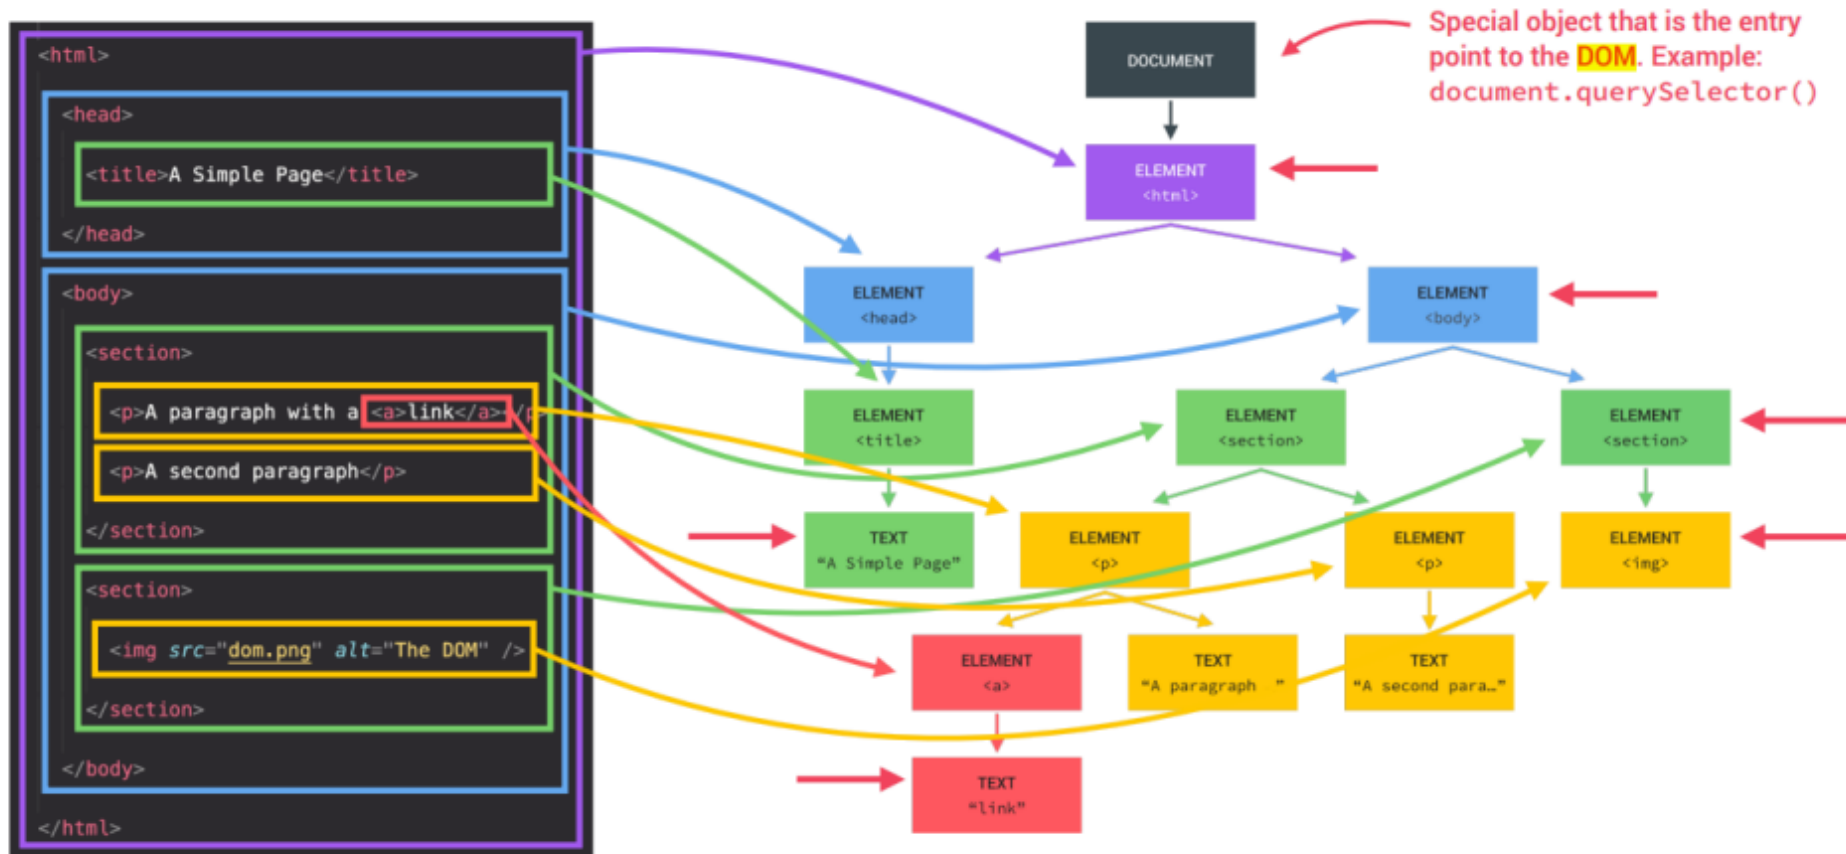 <html>
<head>
<title>A Simple Page</title>
</head>
<body>
<section>
<p>A paragraph with a <a>link</a></p>
<p>A second paragraph</p>
</section>
<section>
<img src="dom.png" alt="The DOM" />
</section>
</body>
</html>
DOCUMENT
Special object that is the entry
point to the DOM. Example:
document.querySelector()
ELEMENT
<html>
ELEMENT
<head>
ELEMENT
<body>
ELEMENT
<title>
ELEMENT
<section>
ELEMENT
<section>
TEXT
“A Simple Page”
ELEMENT
<p>
ELEMENT
<p>
ELEMENT
<img>
ELEMENT
<a>
TEXT
“A paragraph ”
TEXT
“A second para…”
TEXT
“link”